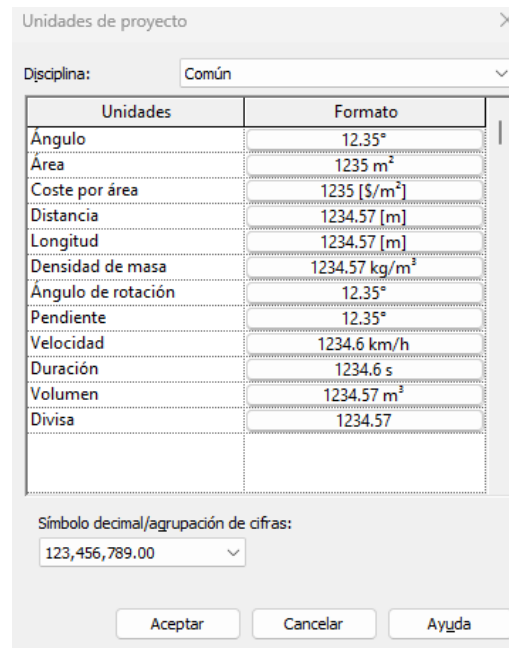 Unidades de proyecto
Disciplina: Común
Unidades Formato
Ángulo 12.35°
Área 1235 m²
Coste por área 1235 [$/m²]
Distancia 1234.57 [m]
Longitud 1234.57 [m]
Densidad de masa 1234.57 kg/m³
Ángulo de rotación 12.35°
Pendiente 12.35°
Velocidad 1234.6 km/h
Duración 1234.6 s
Volumen 1234.57 m³
Divisa 1234.57
Símbolo decimal/agrupación de cifras:
123,456,789.00
Aceptar Cancelar Ayuda